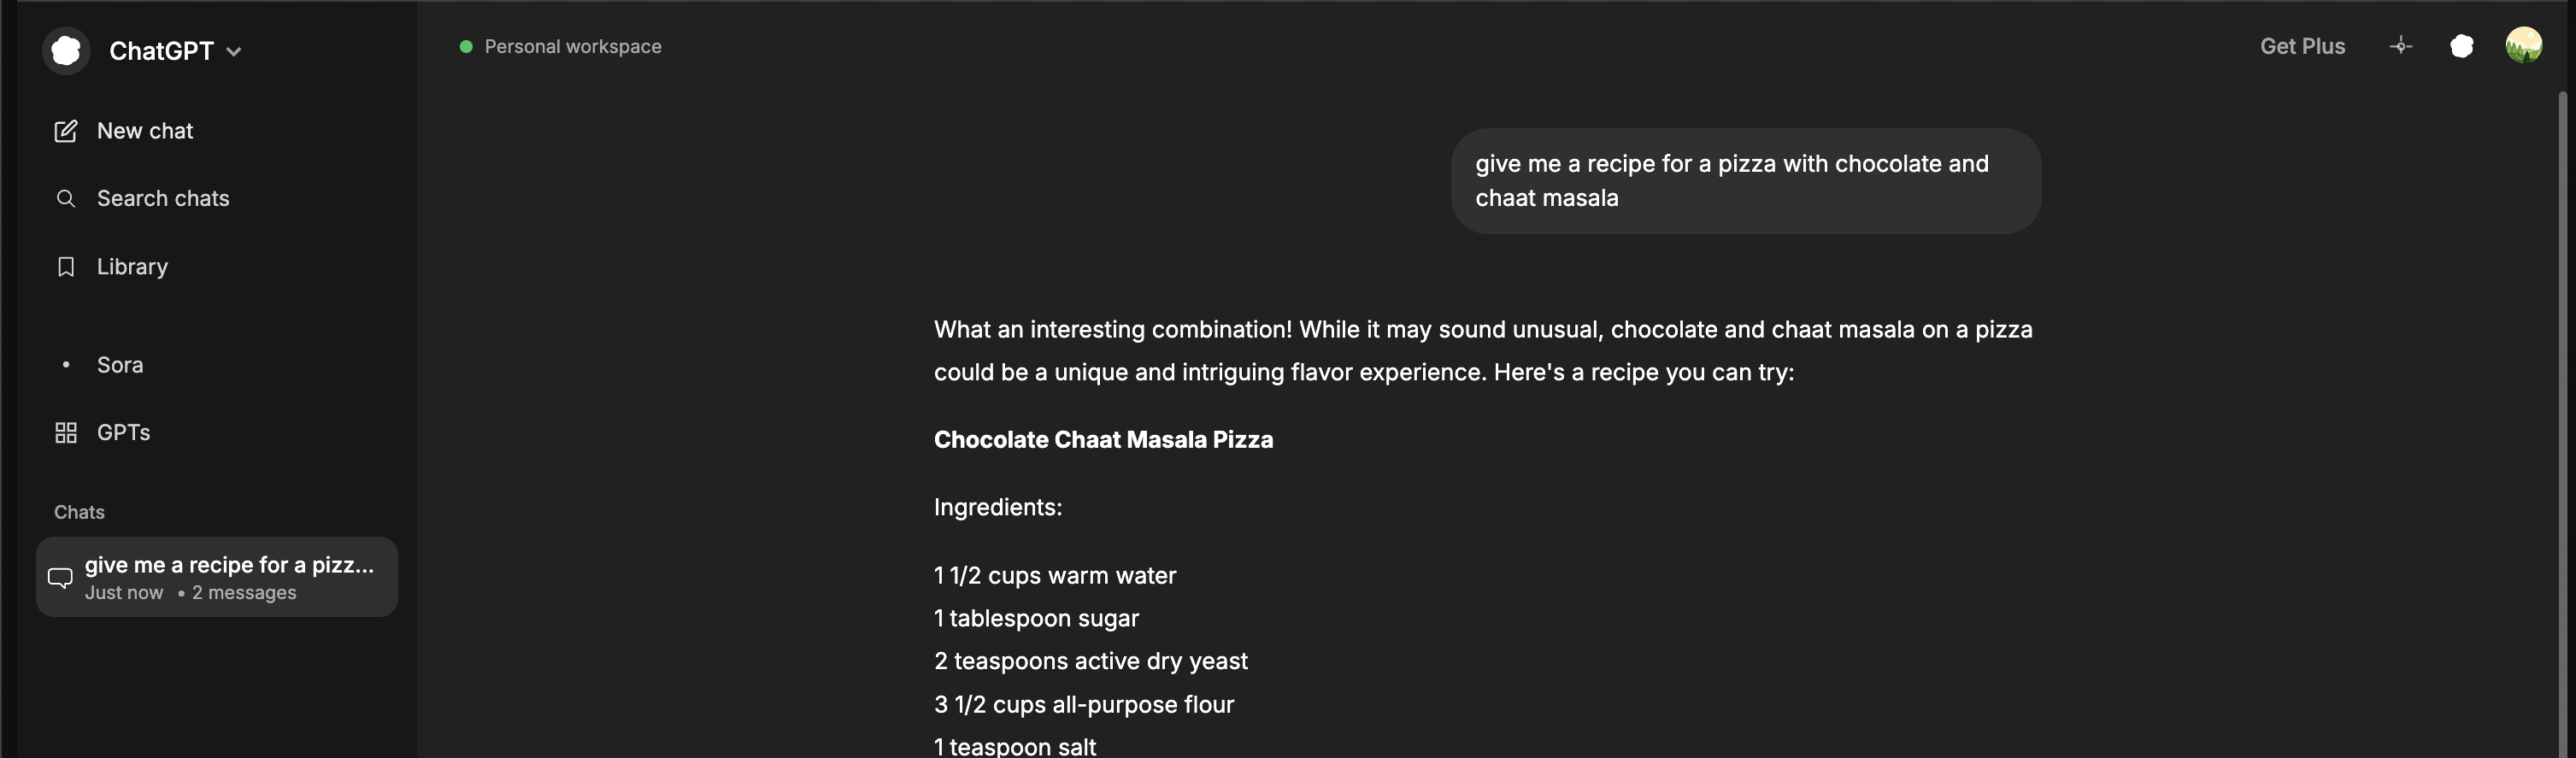 ChatGPT
New chat
Search chats
Library
Sora
GPTs
Chats
give me a recipe for a pizz...
Just now • 2 messages
Personal workspace
Get Plus
give me a recipe for a pizza with chocolate and
chaat masala
What an interesting combination! While it may sound unusual, chocolate and chaat masala on a pizza
could be a unique and intriguing flavor experience. Here's a recipe you can try:
Chocolate Chaat Masala Pizza
Ingredients:
1 1/2 cups warm water
1 tablespoon sugar
2 teaspoons active dry yeast
3 1/2 cups all-purpose flour
1 teaspoon salt